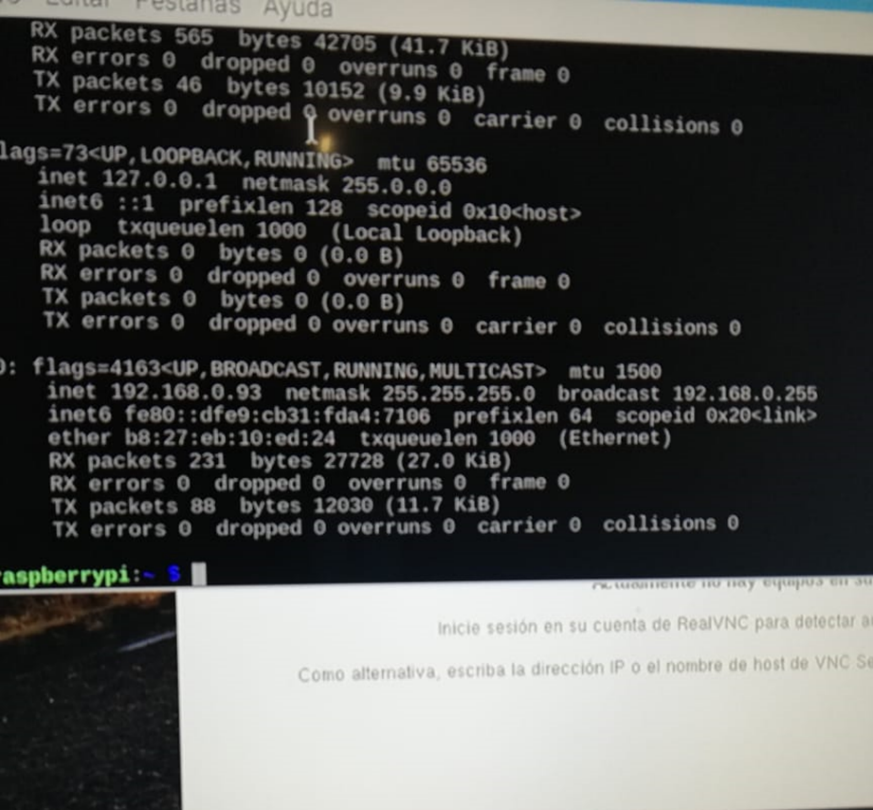 Pestañas Ayuda
RX packets 565 bytes 42705 (41.7 KiB)
RX errors 0 dropped 0 overruns 0 frame 0
TX packets 46 bytes 10152 (9.9 KiB)
TX errors 0 dropped 0 overruns 0 carrier 0 collisions 0
lags=73<UP,LOOPBACK,RUNNING> mtu 65536
inet 127.0.0.1 netmask 255.0.0.0
inet6 ::1 prefixlen 128 scopeid 0x10<host>
loop txqueuelen 1000 (Local Loopback)
RX packets 0 bytes 0 (0.0 B)
RX errors 0 dropped 0 overruns 0 frame 0
TX packets 0 bytes 0 (0.0 B)
TX errors 0 dropped 0 overruns 0 carrier 0 collisions 0
0: flags=4163<UP,BROADCAST,RUNNING,MULTICAST> mtu 1500
inet 192.168.0.93 netmask 255.255.255.0 broadcast 192.168.0.255
inet6 fe80::dfe9:cb31:fda4:7106 prefixlen 64 scopeid 0x20<link>
ether b8:27:eb:10:ed:24 txqueuelen 1000 (Ethernet)
RX packets 231 bytes 27728 (27.0 KiB)
RX errors 0 dropped 0 overruns 0 frame 0
TX packets 88 bytes 12030 (11.7 KiB)
TX errors 0 dropped 0 overruns 0 carrier 0 collisions 0
aspberrypi:~ $
Actualmente no hay equipos en su
Inicie sesión en su cuenta de RealVNC para detectar a
Como alternativa, escriba la dirección IP o el nombre de host de VNC Se